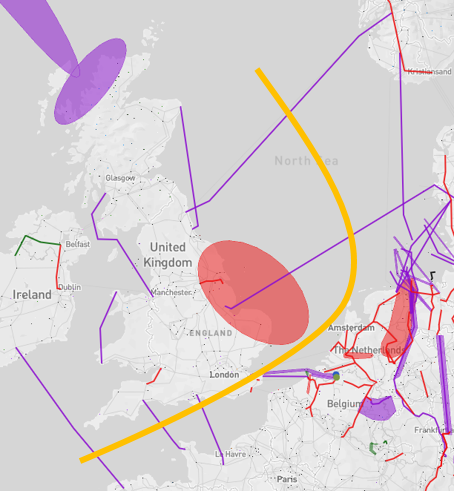 Kristiansand
North Sea
Glasgow
United
Kingdom
Belfast
Dublin
Ireland
Manchester
ENGLAND
Amsterdam
The Netherlands
London
Belgium
Frankfurt
Le Havre
Paris